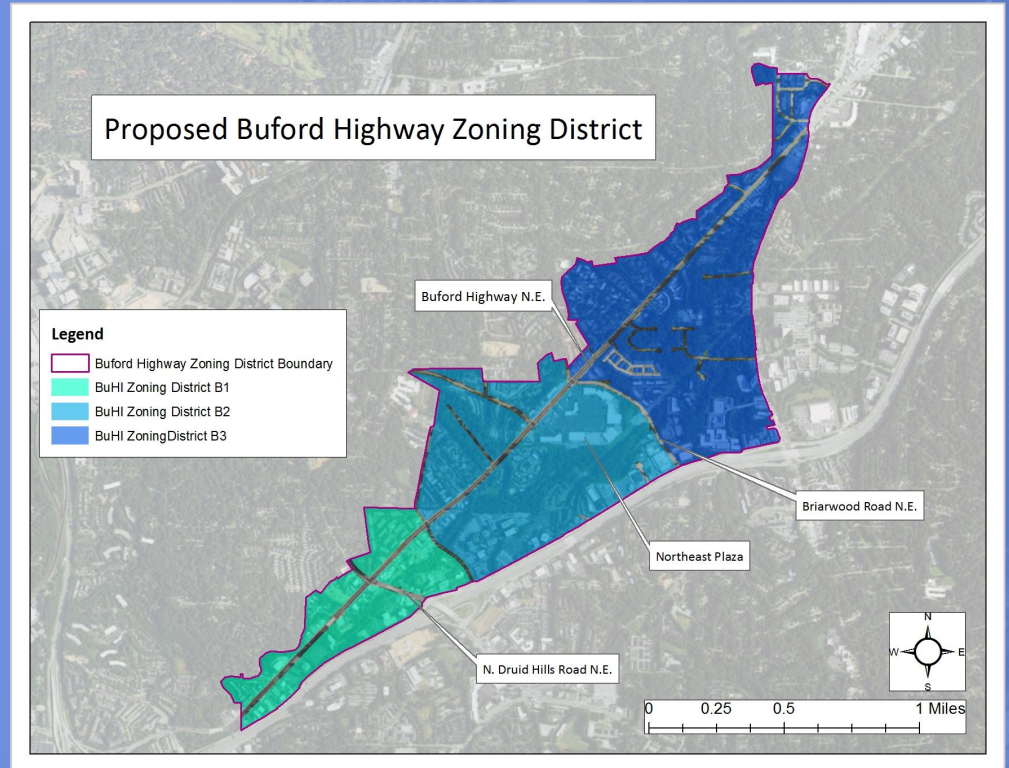 Proposed Buford Highway Zoning District
Buford Highway N.E.
Legend
Buford Highway Zoning District Boundary
BuHI Zoning District B1
BuHI Zoning District B2
BuHI ZoningDistrict B3
Briarwood Road N.E.
Northeast Plaza
N. Druid Hills Road N.E.
N
W E
S
0 0.25 0.5 1 Miles